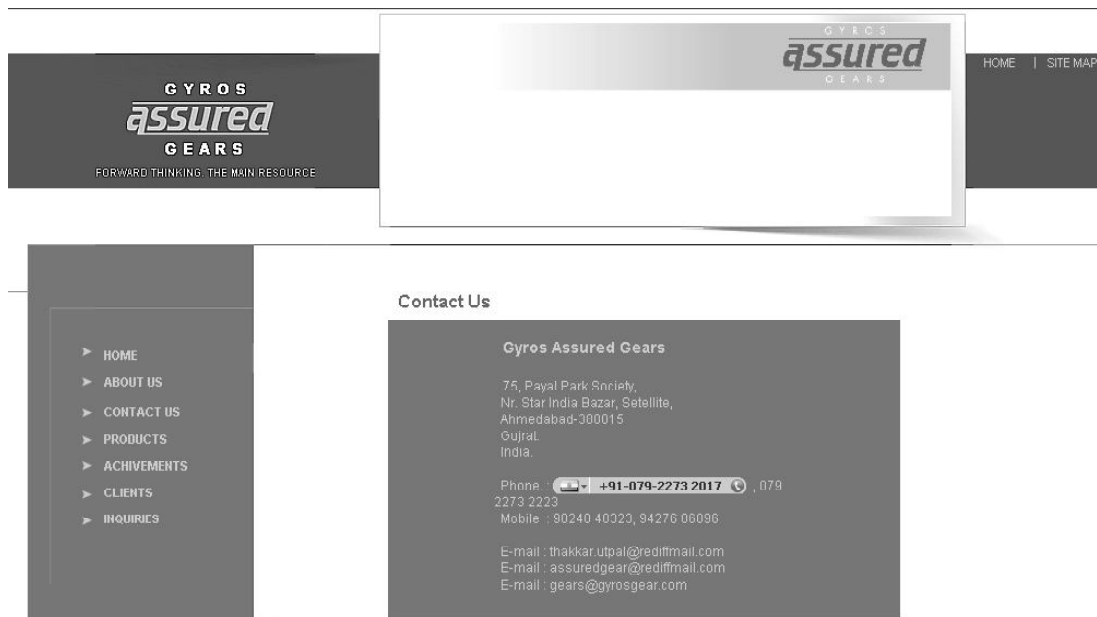 GYROS
assured
GEARS
HOME | SITE MAP
GYROS
assured
GEARS
FORWARD THINKING. THE MAIN RESOURCE
Contact Us
HOME
ABOUT US
CONTACT US
PRODUCTS
ACHIVEMENTS
CLIENTS
INQUIRIES
Gyros Assured Gears
75, Payal Park Society,
Nr. Star India Bazar, Setellite,
Ahmedabad-300015
Gujrat.
India.
Phone : +91-079-2273 2017 , 079
2273 2223
Mobile : 90240 40323, 94276 06096
E-mail : thakkar.utpal@rediffmail.com
E-mail : assuredgear@rediffmail.com
E-mail : gears@gyrosgear.com